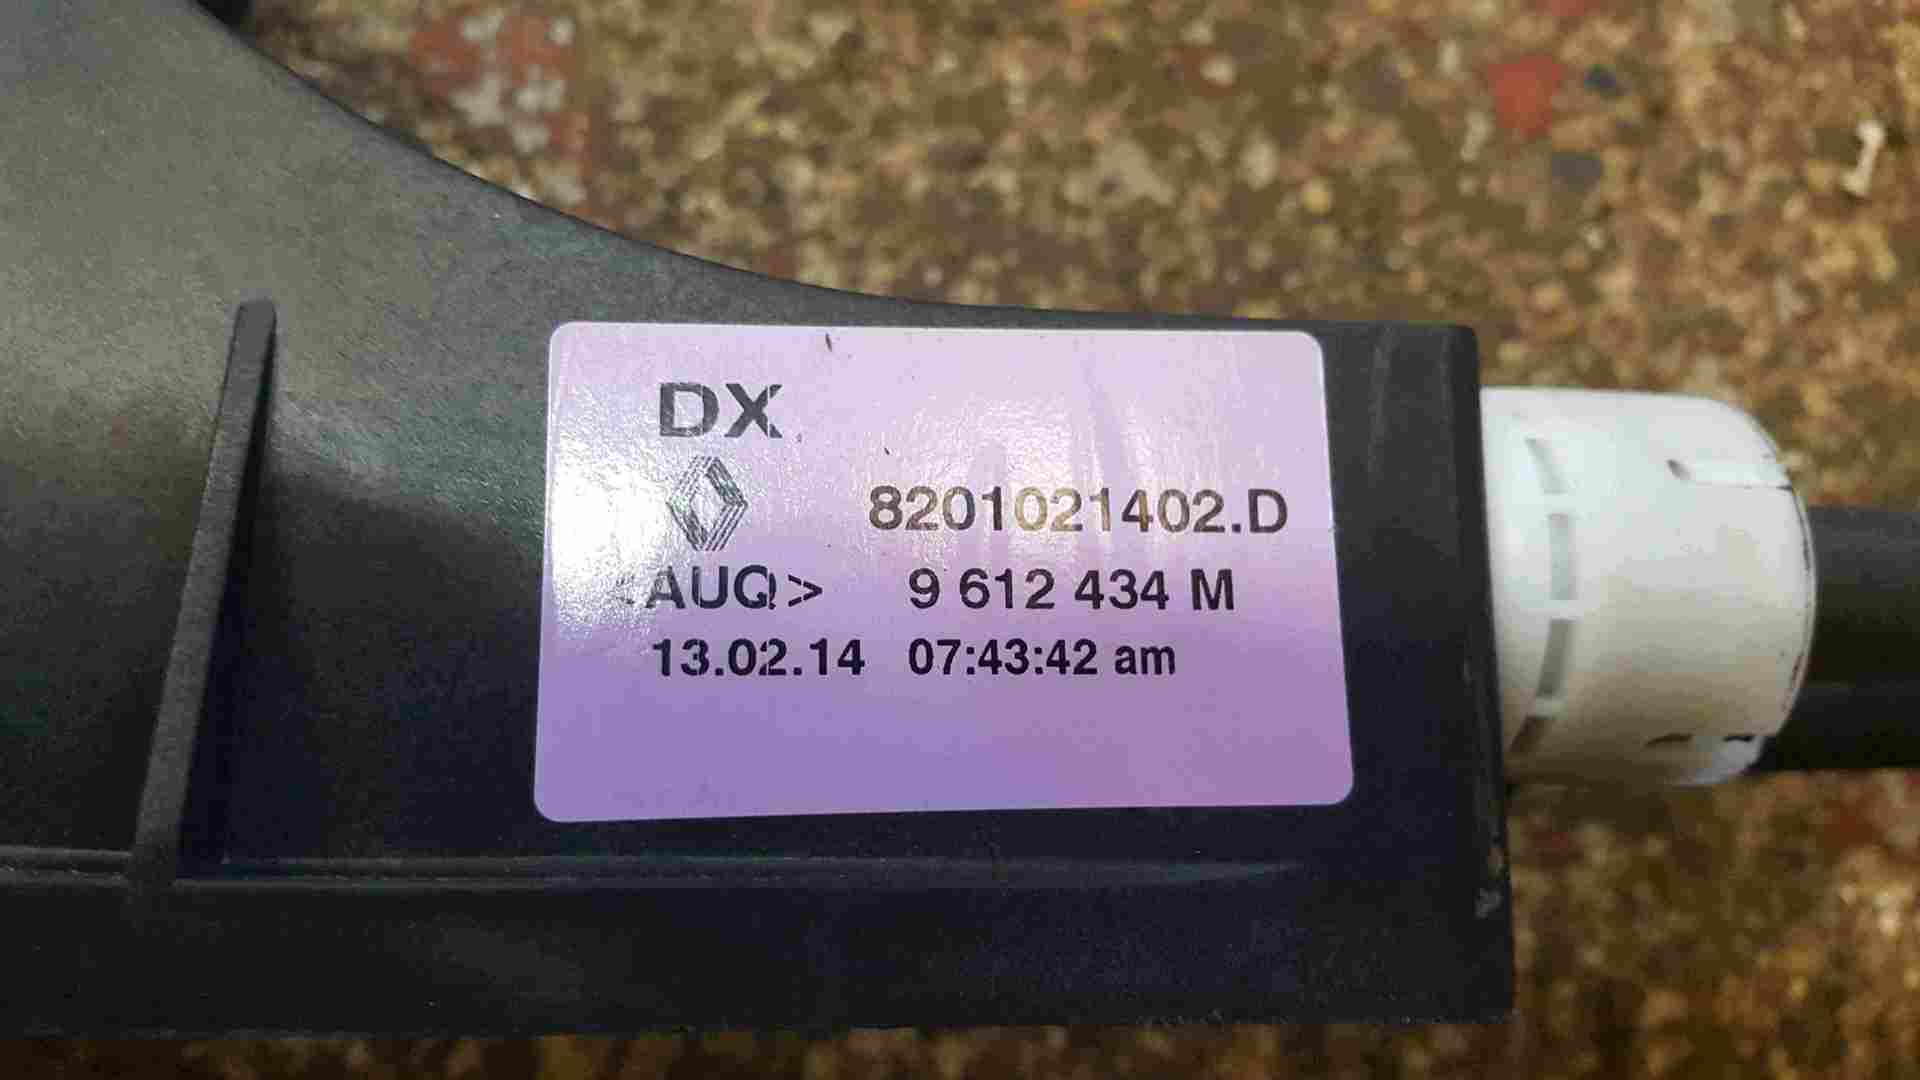 DX
8201021402.D
<AUQ> 9 612 434 M
13.02.14 07:43:42 am